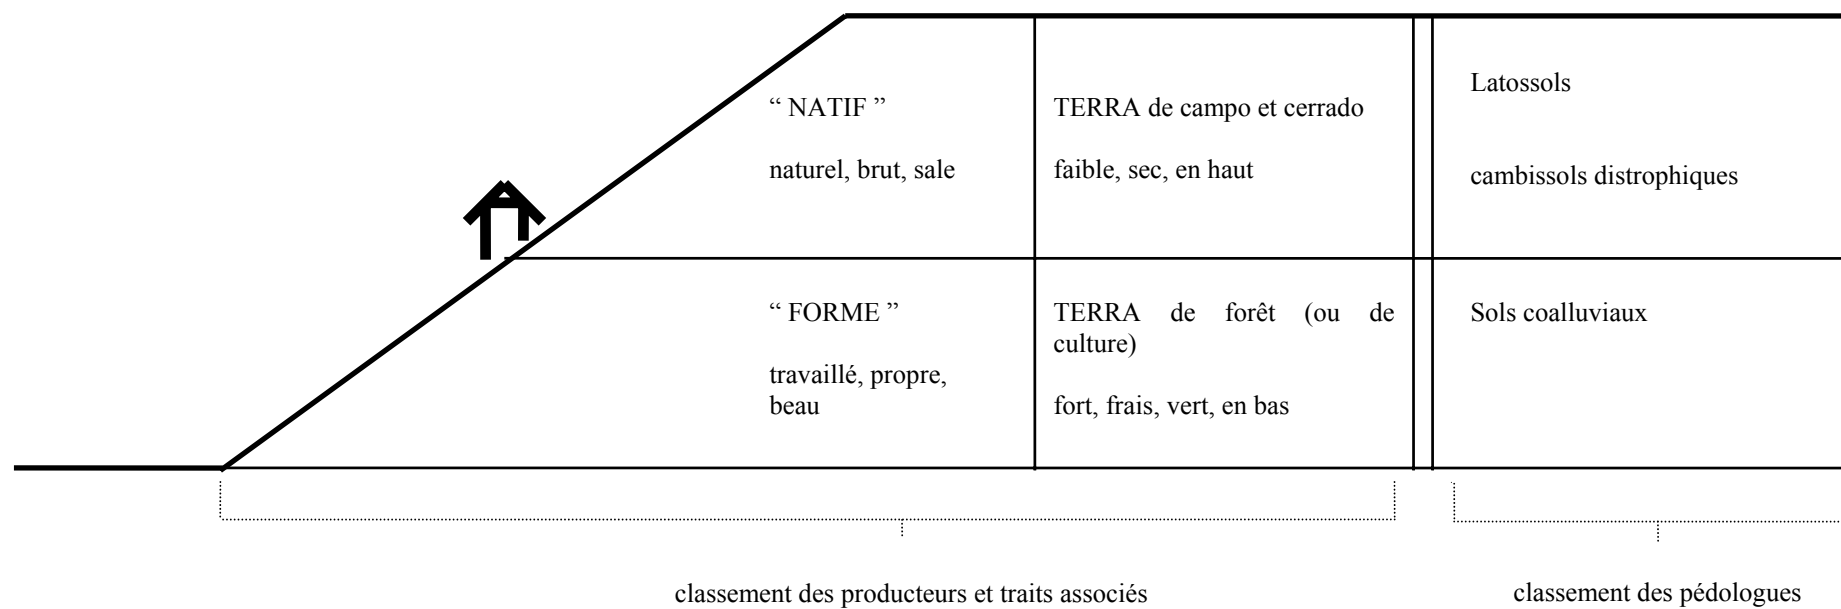 “ NATIF ”
naturel, brut, sale
TERRA de campo et cerrado
faible, sec, en haut
Latossols
cambissols distrophiques
“ FORME ”
travaillé, propre,
beau
TERRA de forêt (ou de
culture)
fort, frais, vert, en bas
Sols coalluviaux
classement des producteurs et traits associés
classement des pédologues